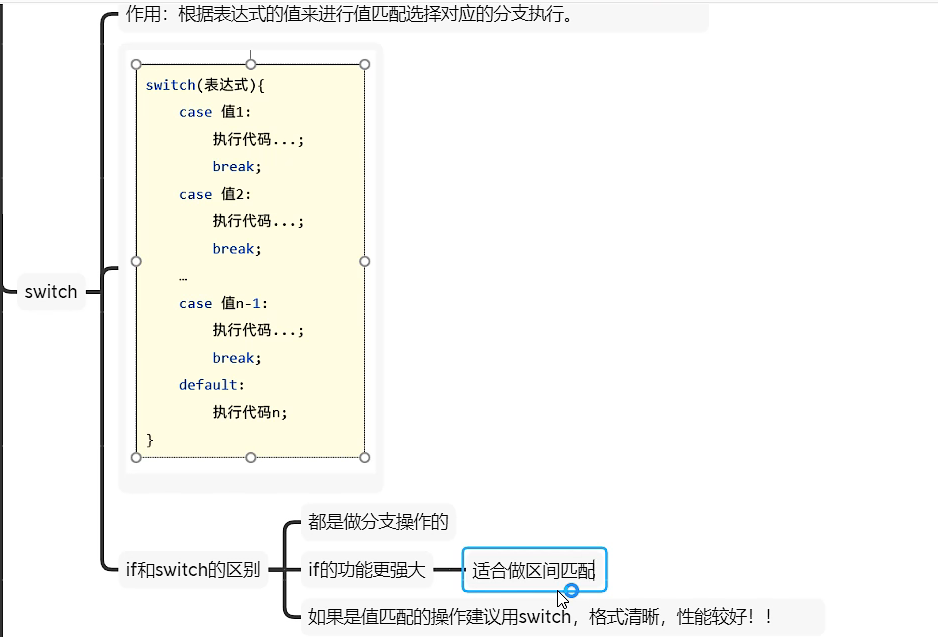 作用：根据表达式的值来进行值匹配选择对应的分支执行。
switch(表达式){
case 值1:
执行代码...;
break;
case 值2:
执行代码...;
break;
…
case 值n-1:
执行代码...;
break;
default:
执行代码n;
}
switch
都是做分支操作的
if和switch的区别
if的功能更强大
适合做区间匹配
如果是值匹配的操作建议用switch，格式清晰，性能较好！！